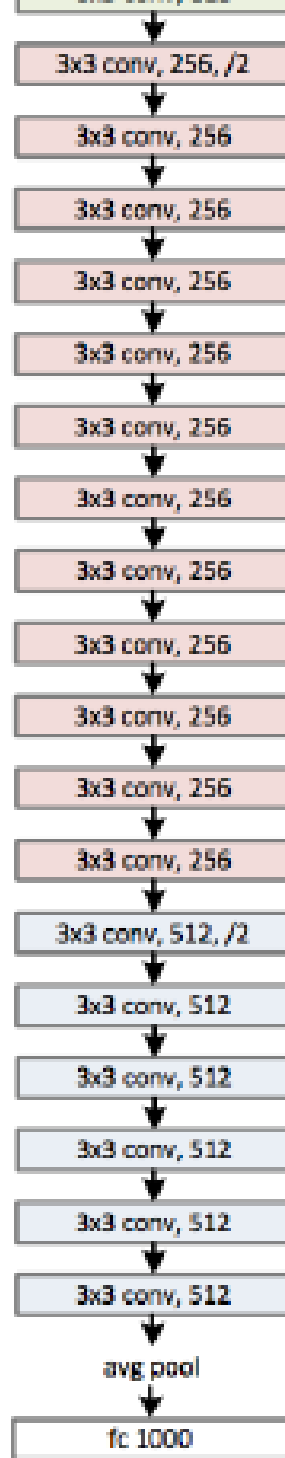 3x3 conv, 256, /2
3x3 conv, 256
3x3 conv, 256
3x3 conv, 256
3x3 conv, 256
3x3 conv, 256
3x3 conv, 256
3x3 conv, 256
3x3 conv, 256
3x3 conv, 256
3x3 conv, 256
3x3 conv, 256
3x3 conv, 512, /2
3x3 conv, 512
3x3 conv, 512
3x3 conv, 512
3x3 conv, 512
3x3 conv, 512
avg pool
fc 1000